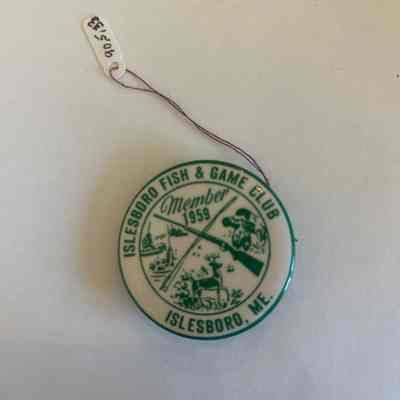 ISLESBORO FISH & GAME CLUB
Member
1959
ISLESBORO, ME.